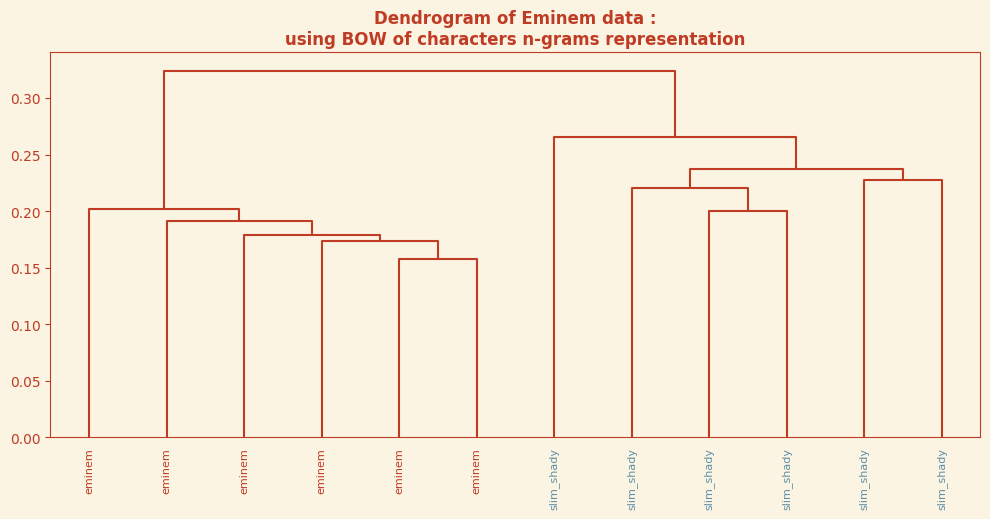 Dendrogram of Eminem data :
using BOW of characters n-grams representation
0.30
0.25
0.20
0.15
0.10
0.05
0.00
eminem
eminem
eminem
eminem
eminem
eminem
slim_shady
slim_shady
slim_shady
slim_shady
slim_shady
slim_shady